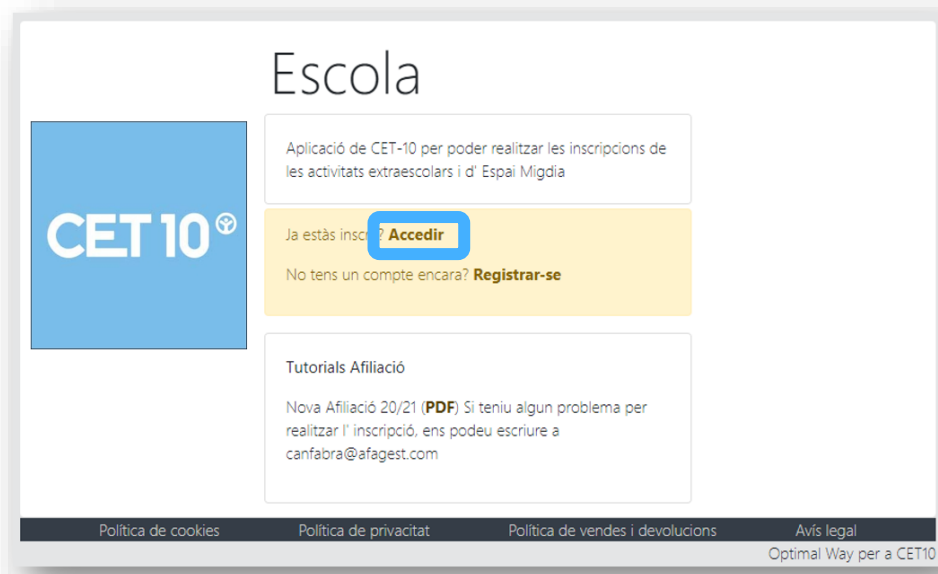 Escola
Aplicació de CET-10 per poder realitzar les inscripcions de
les activitats extraescolars i d' Espai Migdia
CET 10
Ja estàs inscr ? Accedir
No tens un compte encara? Registrar-se
Tutorials Afiliació
Nova Afiliació 20/21 (PDF) Si teniu algun problema per
realitzar l' inscripció, ens podeu escriure a
canfabra@afagest.com
Política de cookies Política de privacitat Política de vendes i devolucions Avís legal
Optimal Way per a CET10